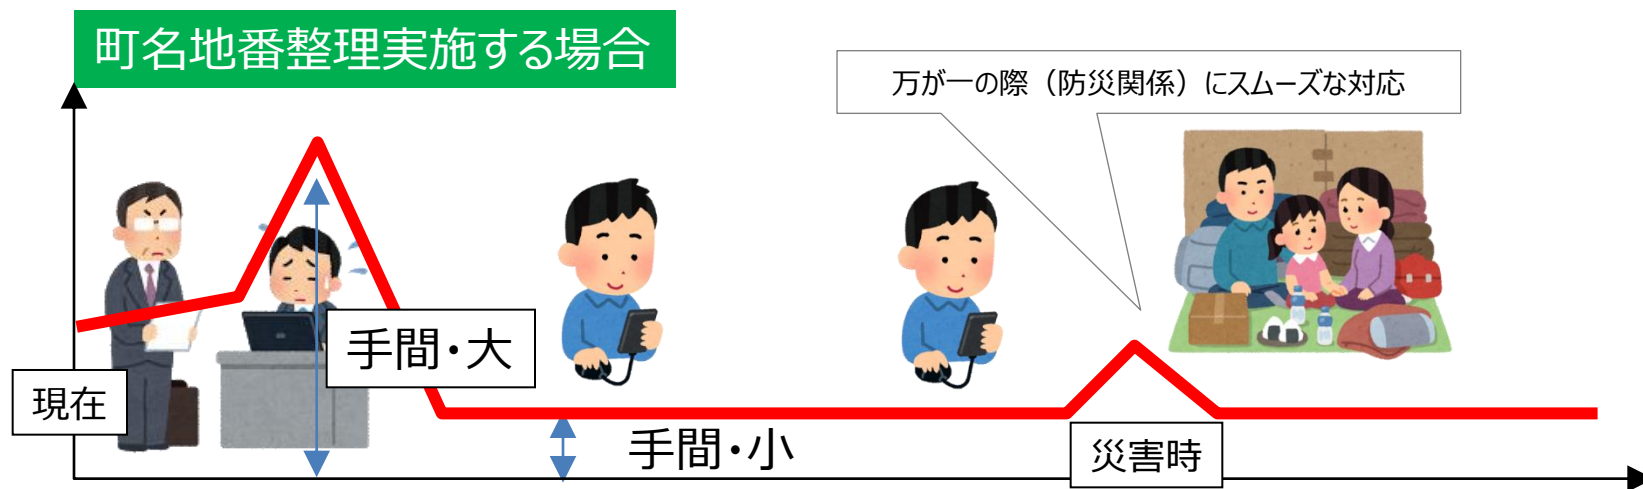 町名地番整理実施する場合
万が一の際（防災関係）にスムーズな対応
手間・大
現在
手間・小
災害時